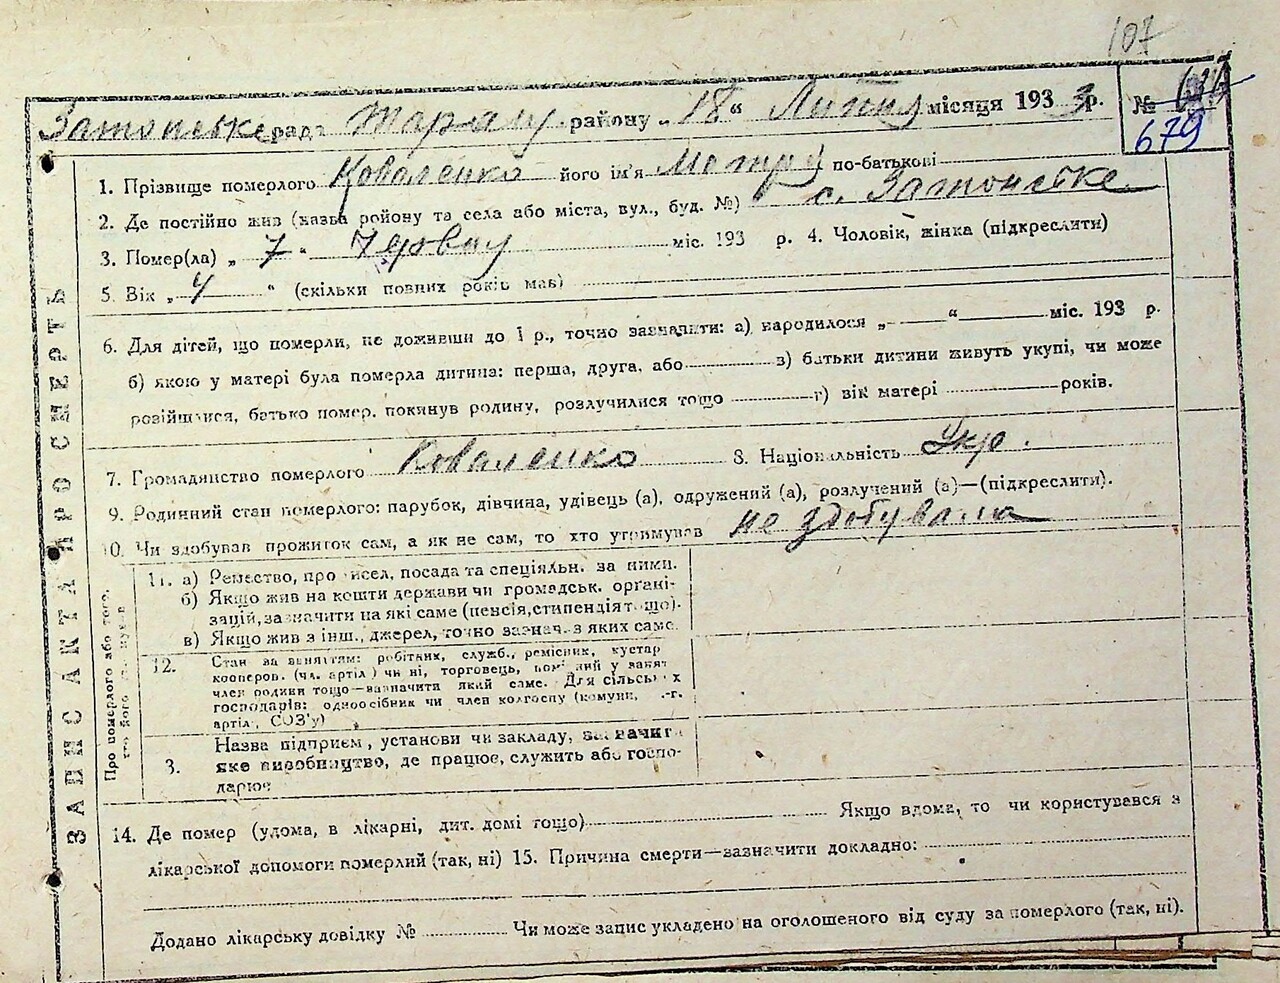 107
Затонське рада Таращ району „18“ Липня місяця 1933 р. №
679
ЗАПИС АКТА ПРО СМЕРТЬ
1. Прізвище померлого Коваленко його ім'я Мотря по-батькові
2. Де постійно жив (назва району та села або міста, вул., буд. №) с. Затонське
3. Помер(ла) „7“ Червня міс. 193 р. 4. Чоловік, жінка (підкреслити)
5. Вік „4“ (скільки повних років мав)
6. Для дітей, що померли, не доживши до 1 р., точно зазначити: а) народилося „ “ міс. 193 р.
б) якою у матері була померла дитина: перша, друга, або в) батьки дитини живуть укупі, чи може
розійшлися, батько помер, покинув родину, розлучилися тощо г) вік матері років.
7. Громадянство померлого Коваленко 8. Національність Укр.
9. Родинний стан померлого: парубок, дівчина, удівець (а), одружений (а), розлучений (а)—(підкреслити).
10. Чи здобував прожиток сам, а як не сам, то хто утримував не здобувала
Про померлого або того,
хто його утримував
11. а) Ремество, промисел, посада та спеціяльн. за ними.
б) Якщо жив на кошти держави чи громадськ. органі-
зацій, зазначити на які саме (пенсія, стипендія тощо).
в) Якщо жив з інш., джерел, точно зазнач. з яких саме.
12. Стан за заняттям: робітник, служб., ремісник, кустар
кооперов. (чл. артіл.) чи ні, торговець, помічний у занят.
член родини тощо—зазначити який саме. Для сільських
господарів: одноосібник чи член колгоспу (комуни, с.-г.
артіл., СОЗ'у)
3. Назва підприєм., установи чи закладу, зазначити
яке виробництво, де працює, служить або госпо-
дарює
14. Де помер (удома, в лікарні, дит. домі тощо) Якщо вдома, то чи користувався з
лікарської допомоги померлий (так, ні) 15. Причина смерти—зазначити докладно:
Додано лікарську довідку № Чи може запис укладено на оголошеного від суду за померлого (так, ні).